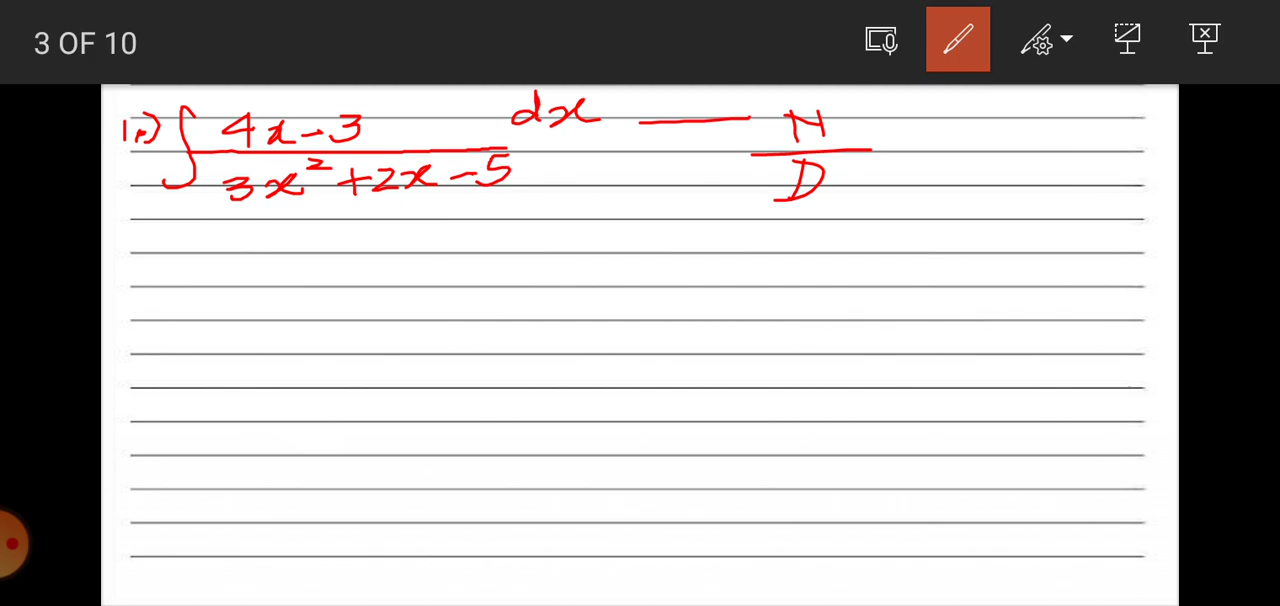 3 OF 10
1.) ∫ (4x-3)/(3x²+2x-5) dx — N/D